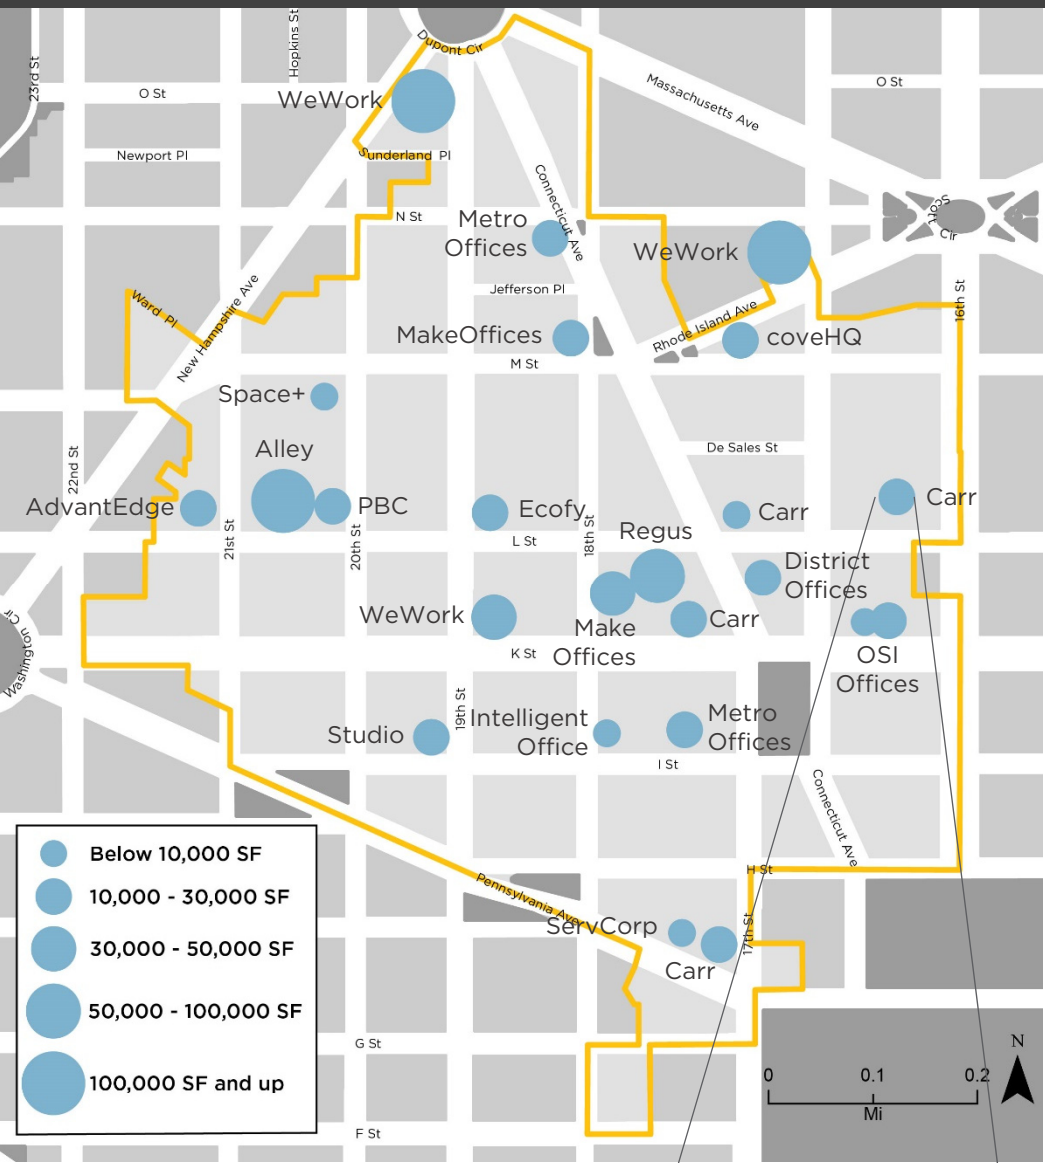 Hopkins St
23rd St
Dupont Cir
O St
WeWork
Massachusetts Ave
O St
Newport Pl
Sunderland Pl
Connecticut Ave
N St
Metro
Offices
WeWork
Scott Cir
Jefferson Pl
Ward Pl
New Hampshire Ave
16th St
Rhode Island Ave
MakeOffices
coveHQ
M St
Space+
Alley
De Sales St
22nd St
AdvantEdge
PBC
Ecofy
Carr
Carr
21st St
20th St
L St
18th St
Regus
District
Offices
WeWork
Make
Offices
Carr
K St
OSI
Offices
Washington Cir
19th St
Studio
Intelligent
Office
Metro
Offices
I St
Connecticut Ave
H St
Pennsylvania Ave
ServCorp
17th St
Carr
Below 10,000 SF
10,000 - 30,000 SF
30,000 - 50,000 SF
50,000 - 100,000 SF
100,000 SF and up
G St
F St
N
0 0.1 0.2
Mi